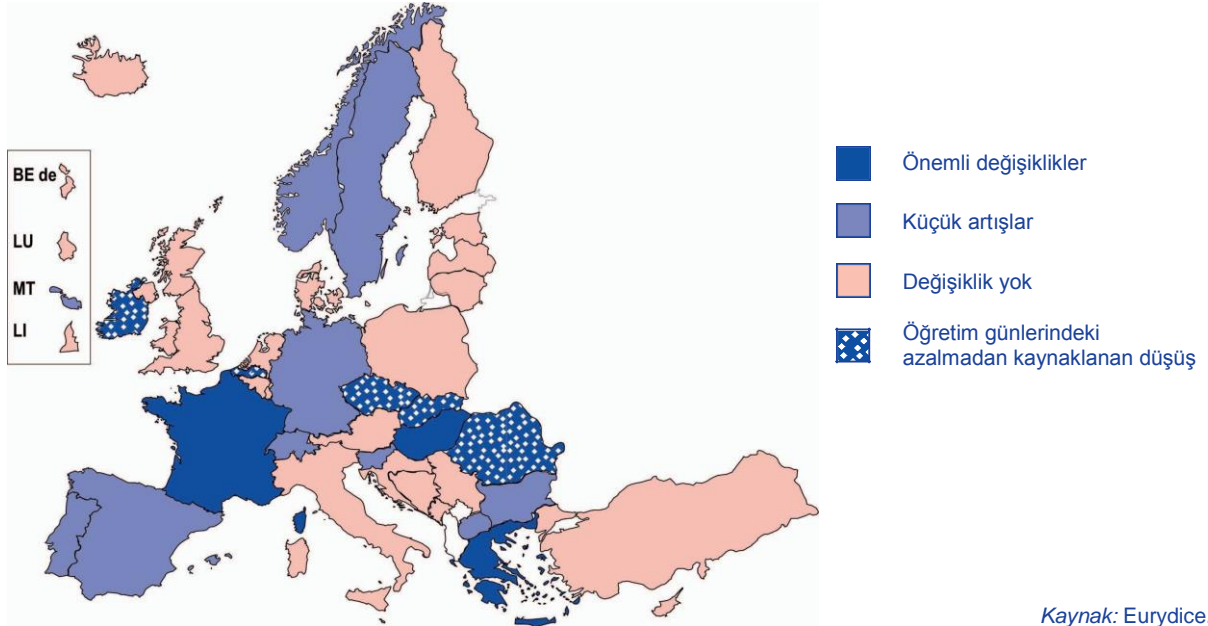 BE de
LU
MT
LI
Önemli değişiklikler
Küçük artışlar
Değişiklik yok
Öğretim günlerindeki
azalmadan kaynaklanan düşüş
Kaynak: Eurydice.